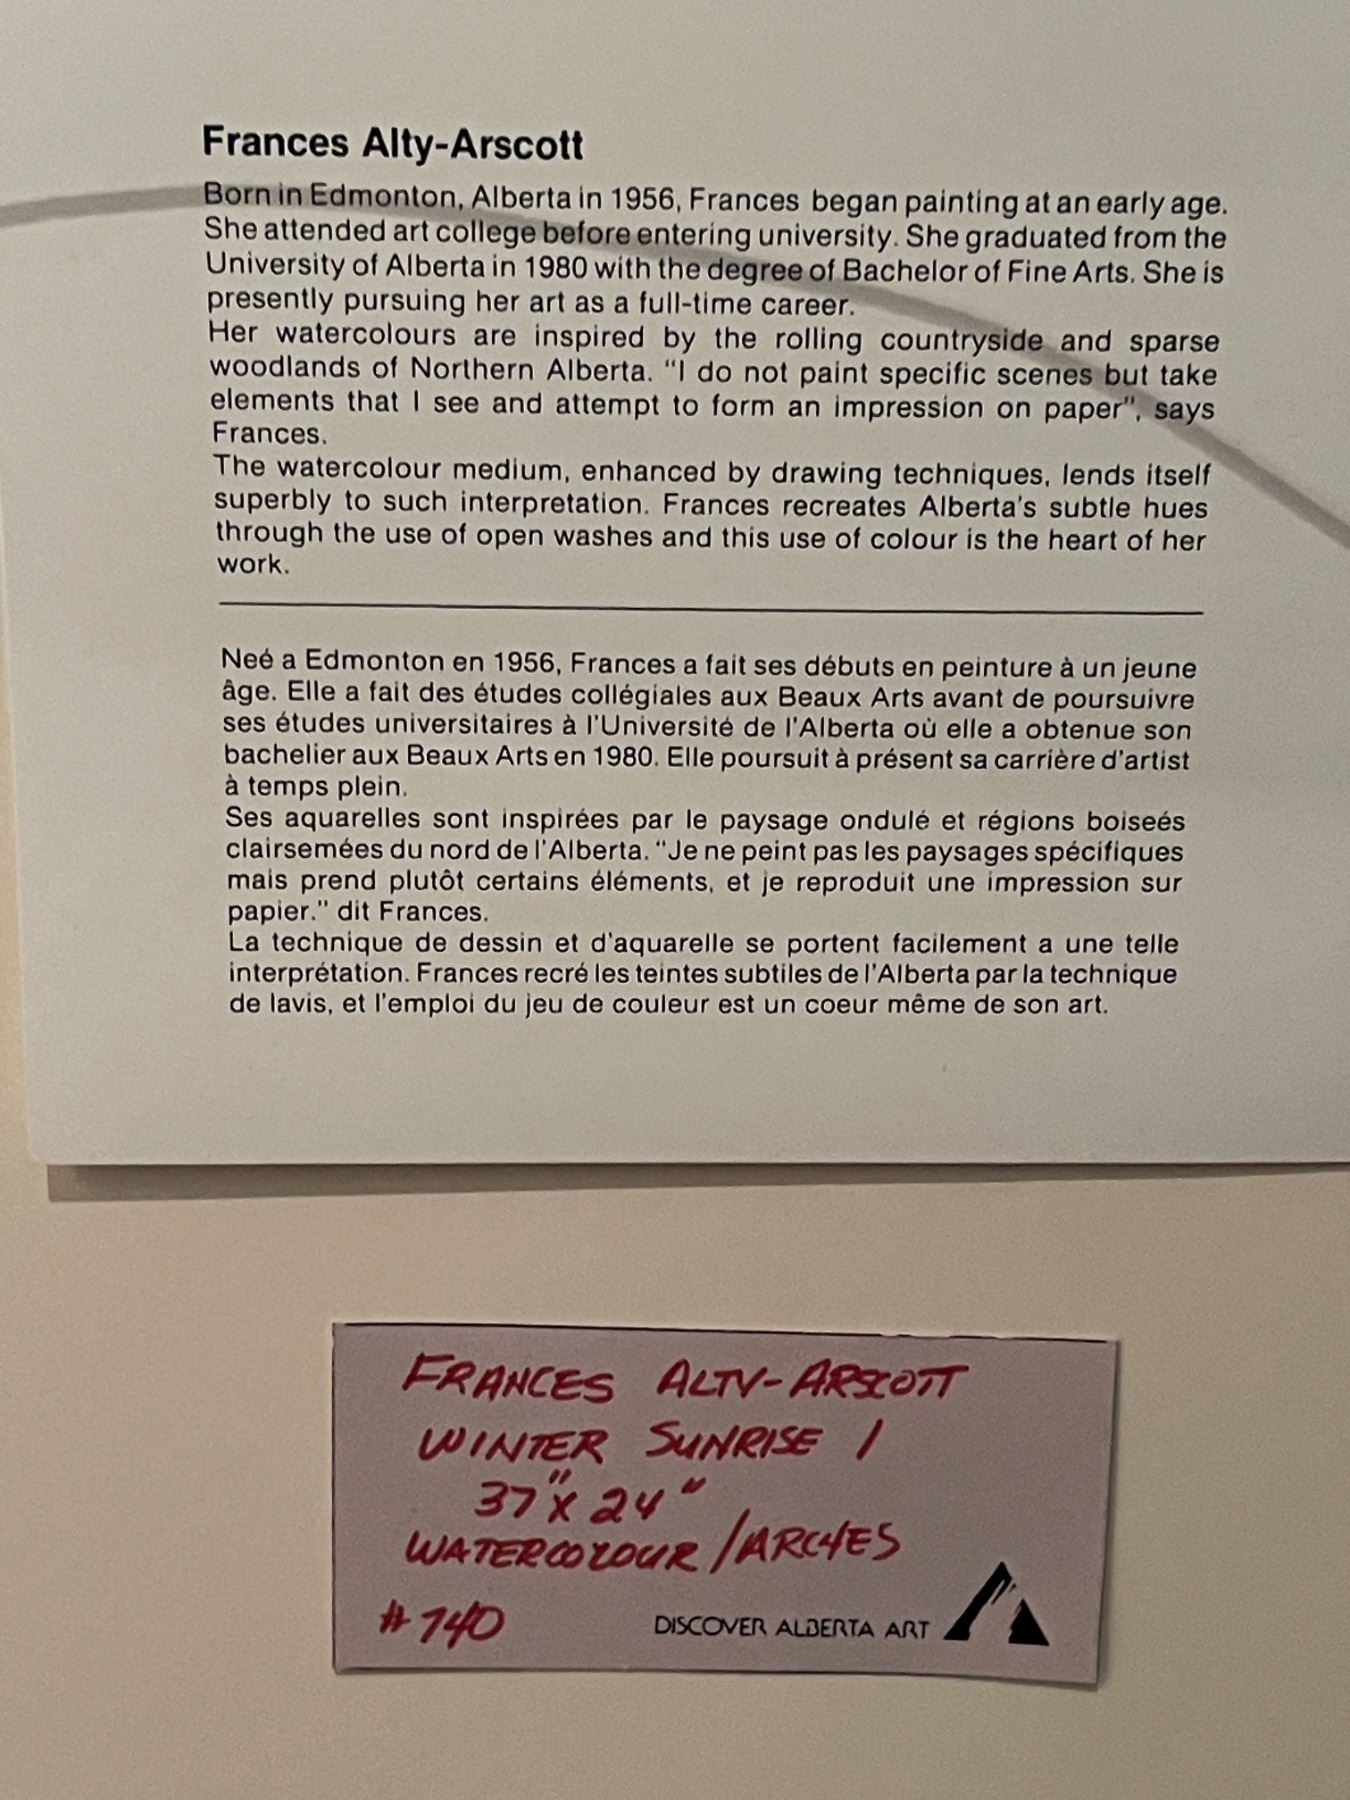 Frances Alty-Arscott
Born in Edmonton, Alberta in 1956, Frances began painting at an early age.
She attended art college before entering university. She graduated from the
University of Alberta in 1980 with the degree of Bachelor of Fine Arts. She is
presently pursuing her art as a full-time career.
Her watercolours are inspired by the rolling countryside and sparse
woodlands of Northern Alberta. "I do not paint specific scenes but take
elements that I see and attempt to form an impression on paper", says
Frances.
The watercolour medium, enhanced by drawing techniques, lends itself
superbly to such interpretation. Frances recreates Alberta's subtle hues
through the use of open washes and this use of colour is the heart of her
work.
Neé a Edmonton en 1956, Frances a fait ses débuts en peinture à un jeune
âge. Elle a fait des études collégiales aux Beaux Arts avant de poursuivre
ses études universitaires à l'Université de l'Alberta où elle a obtenue son
bachelier aux Beaux Arts en 1980. Elle poursuit à présent sa carrière d'artist
à temps plein.
Ses aquarelles sont inspirées par le paysage ondulé et régions boiseés
clairsemées du nord de l'Alberta. "Je ne peint pas les paysages spécifiques
mais prend plutôt certains éléments, et je reproduit une impression sur
papier." dit Frances.
La technique de dessin et d'aquarelle se portent facilement a une telle
interprétation. Frances recré les teintes subtiles de l'Alberta par la technique
de lavis, et l'emploi du jeu de couleur est un coeur même de son art.
FRANCES ALTY-ARSCOTT
WINTER SUNRISE 1
37" x 24"
WATERCOLOUR/ARCHES
# 740
DISCOVER ALBERTA ART